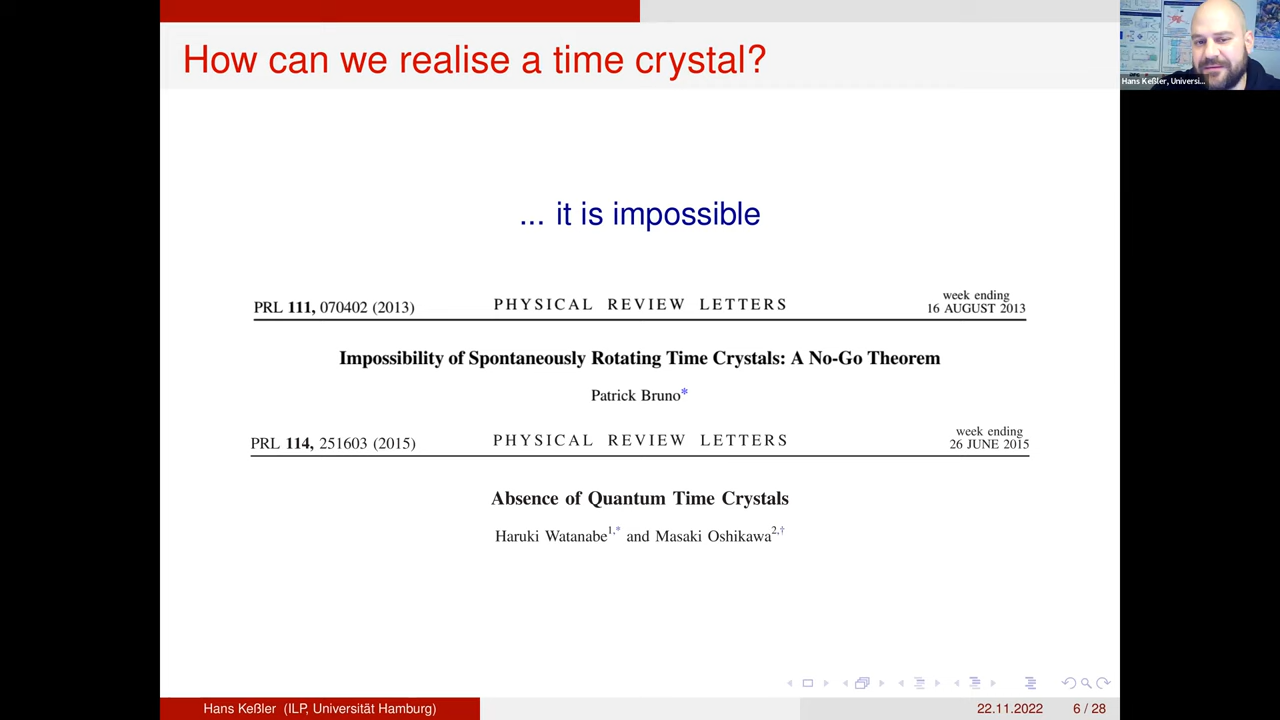 How can we realise a time crystal?
Hans Keßler, Universi...
... it is impossible
PRL 111, 070402 (2013) PHYSICAL REVIEW LETTERS week ending 16 AUGUST 2013
Impossibility of Spontaneously Rotating Time Crystals: A No-Go Theorem
Patrick Bruno*
PRL 114, 251603 (2015) PHYSICAL REVIEW LETTERS week ending 26 JUNE 2015
Absence of Quantum Time Crystals
Haruki Watanabe1,* and Masaki Oshikawa2,†
Hans Keßler (ILP, Universität Hamburg) 22.11.2022 6 / 28